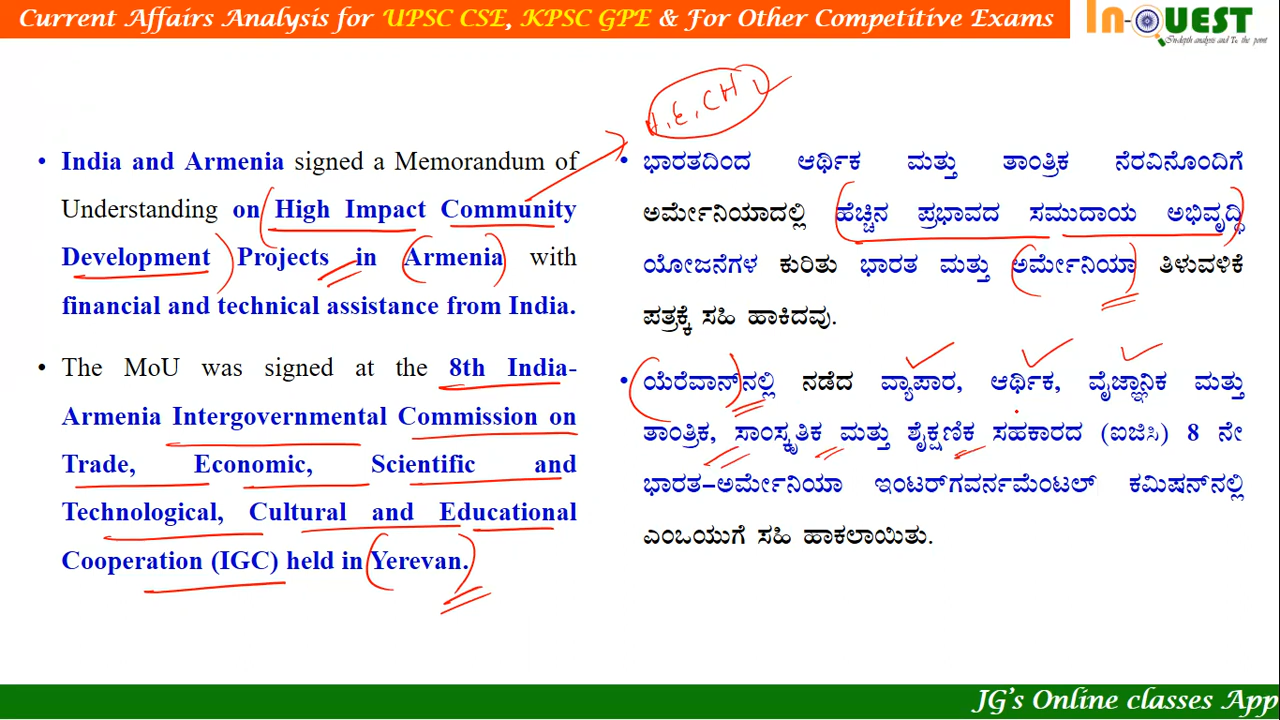 Current Affairs Analysis for UPSC CSE, KPSC GPE & For Other Competitive Exams
In-QUEST
In-depth analysis and To the point
• India and Armenia signed a Memorandum of
Understanding on High Impact Community
Development Projects in Armenia with
financial and technical assistance from India.
• The MoU was signed at the 8th India-
Armenia Intergovernmental Commission on
Trade, Economic, Scientific and
Technological, Cultural and Educational
Cooperation (IGC) held in Yerevan.
E, CH
• ಭಾರತದಿಂದ ಆರ್ಥಿಕ ಮತ್ತು ತಾಂತ್ರಿಕ ನೆರವಿನೊಂದಿಗೆ
ಅರ್ಮೇನಿಯಾದಲ್ಲಿ ಹೆಚ್ಚಿನ ಪ್ರಭಾವದ ಸಮುದಾಯ ಅಭಿವೃದ್ಧಿ
ಯೋಜನೆಗಳ ಕುರಿತು ಭಾರತ ಮತ್ತು ಅರ್ಮೇನಿಯಾ ತಿಳುವಳಿಕೆ
ಪತ್ರಕ್ಕೆ ಸಹಿ ಹಾಕಿದವು.
• ಯೆರೆವಾನ್‌ನಲ್ಲಿ ನಡೆದ ವ್ಯಾಪಾರ, ಆರ್ಥಿಕ, ವೈಜ್ಞಾನಿಕ ಮತ್ತು
ತಾಂತ್ರಿಕ, ಸಾಂಸ್ಕೃತಿಕ ಮತ್ತು ಶೈಕ್ಷಣಿಕ ಸಹಕಾರದ (ಐಜಿಸಿ) 8 ನೇ
ಭಾರತ-ಅರ್ಮೇನಿಯಾ ಇಂಟರ್‌ಗವರ್ನಮೆಂಟಲ್ ಕಮಿಷನ್‌ನಲ್ಲಿ
ಎಂಒಯುಗೆ ಸಹಿ ಹಾಕಲಾಯಿತು.
JG's Online classes App